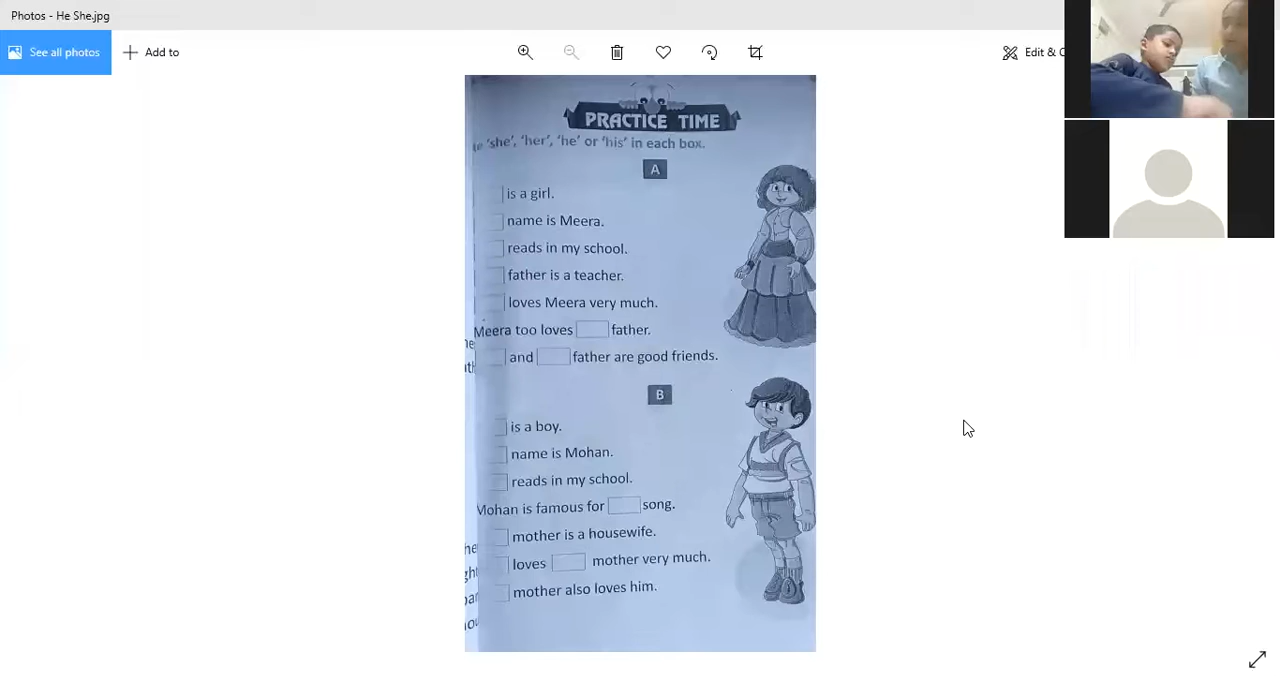 Photos - He She.jpg
See all photos
Add to
Edit &
PRACTICE TIME
'she', 'her', 'he' or 'his' in each box.
A
is a girl.
name is Meera.
reads in my school.
father is a teacher.
loves Meera very much.
Meera too loves father.
and father are good friends.
B
is a boy.
name is Mohan.
reads in my school.
Mohan is famous for song.
mother is a housewife.
loves mother very much.
mother also loves him.